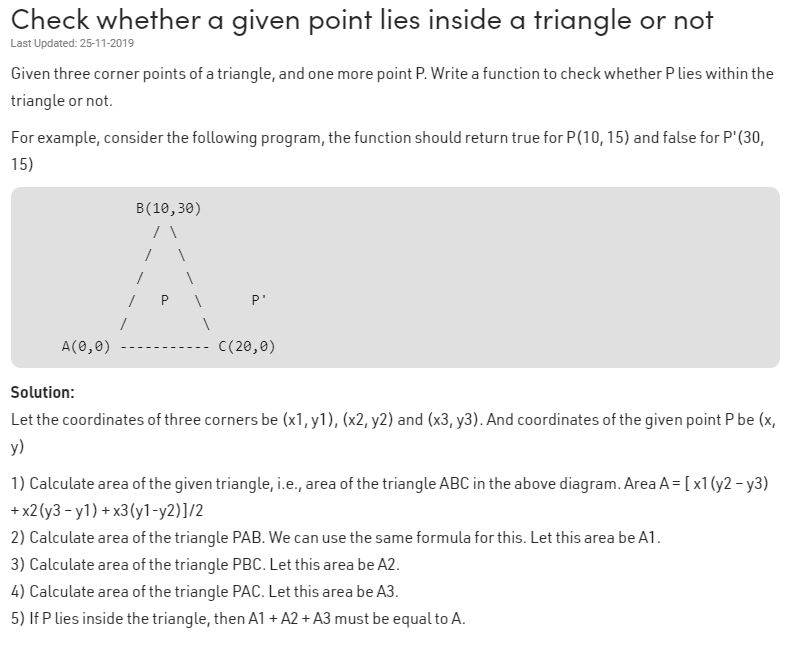 Check whether a given point lies inside a triangle or not
Last Updated: 25-11-2019
Given three corner points of a triangle, and one more point P. Write a function to check whether P lies within the
triangle or not.
For example, consider the following program, the function should return true for P(10, 15) and false for P'(30,
15)
B(10,30)
/ \
/ \
/ \
/ P \ P'
/ \
A(0,0) ----------- C(20,0)
Solution:
Let the coordinates of three corners be (x1, y1), (x2, y2) and (x3, y3). And coordinates of the given point P be (x,
y)
1) Calculate area of the given triangle, i.e., area of the triangle ABC in the above diagram. Area A = [ x1(y2 – y3)
+ x2(y3 – y1) + x3(y1-y2)]/2
2) Calculate area of the triangle PAB. We can use the same formula for this. Let this area be A1.
3) Calculate area of the triangle PBC. Let this area be A2.
4) Calculate area of the triangle PAC. Let this area be A3.
5) If P lies inside the triangle, then A1 + A2 + A3 must be equal to A.